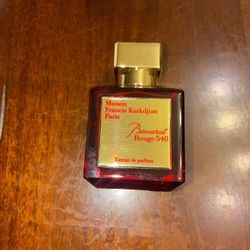 Maison
Francis Kurkdjian
Paris
Baccarat
Rouge 540
Extrait de parfum